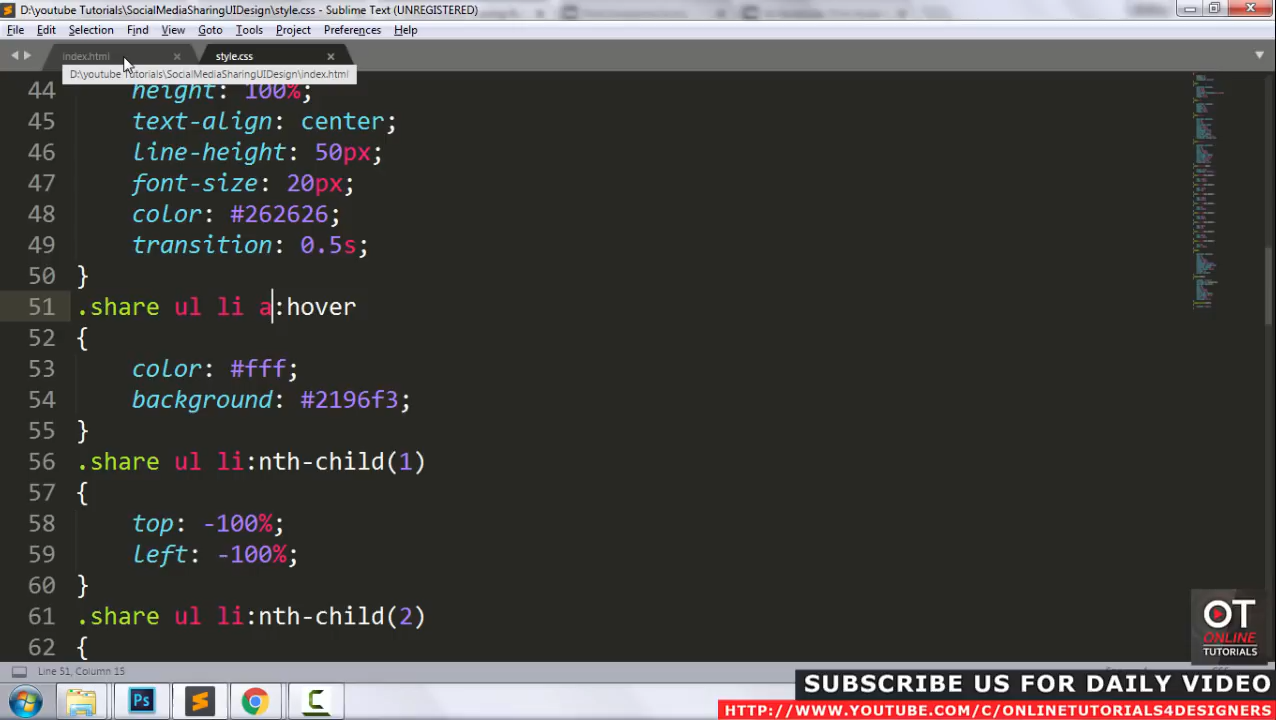 D:\youtube Tutorials\SocialMediaSharingUIDesign\style.css - Sublime Text (UNREGISTERED)
File Edit Selection Find View Goto Tools Project Preferences Help
index.html style.css
D:\youtube Tutorials\SocialMediaSharingUIDesign\index.html
44 height: 100%;
45 text-align: center;
46 line-height: 50px;
47 font-size: 20px;
48 color: #262626;
49 transition: 0.5s;
50 }
51 .share ul li a:hover
52 {
53 color: #fff;
54 background: #2196f3;
55 }
56 .share ul li:nth-child(1)
57 {
58 top: -100%;
59 left: -100%;
60 }
61 .share ul li:nth-child(2)
62 {
OT
ONLINE
TUTORIALS
Line 51, Column 15
Ps
SUBSCRIBE US FOR DAILY VIDEO
HTTP://WWW.YOUTUBE.COM/C/ONLINETUTORIALS4DESIGNERS